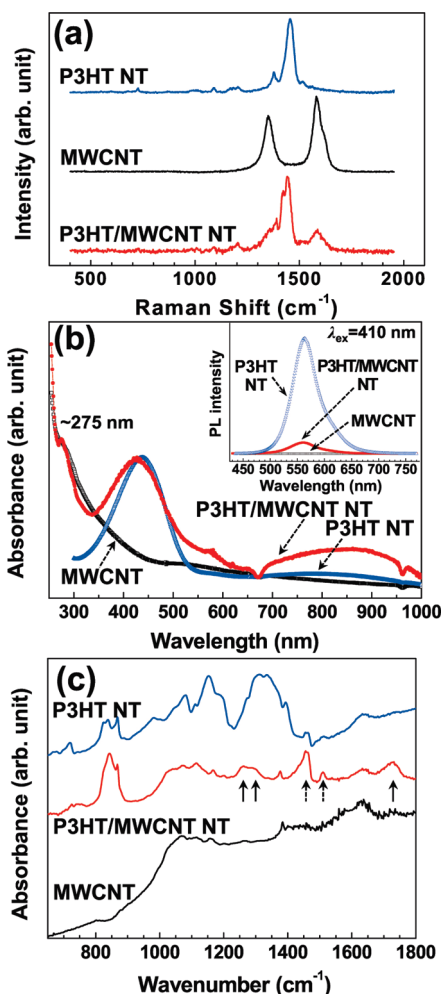 (a)
P3HT NT
MWCNT
P3HT/MWCNT NT
Intensity (arb. unit)
500 1000 1500 2000
Raman Shift (cm⁻¹)
(b)
~275 nm
MWCNT
P3HT/MWCNT NT
P3HT NT
Absorbance (arb. unit)
300 400 500 600 700 800 900 1000
Wavelength (nm)
λex=410 nm
P3HT NT
P3HT/MWCNT NT
MWCNT
PL intensity
450 500 550 600 650 700 750
Wavelength (nm)
(c)
P3HT NT
P3HT/MWCNT NT
MWCNT
Absorbance (arb. unit)
800 1000 1200 1400 1600 1800
Wavenumber (cm⁻¹)